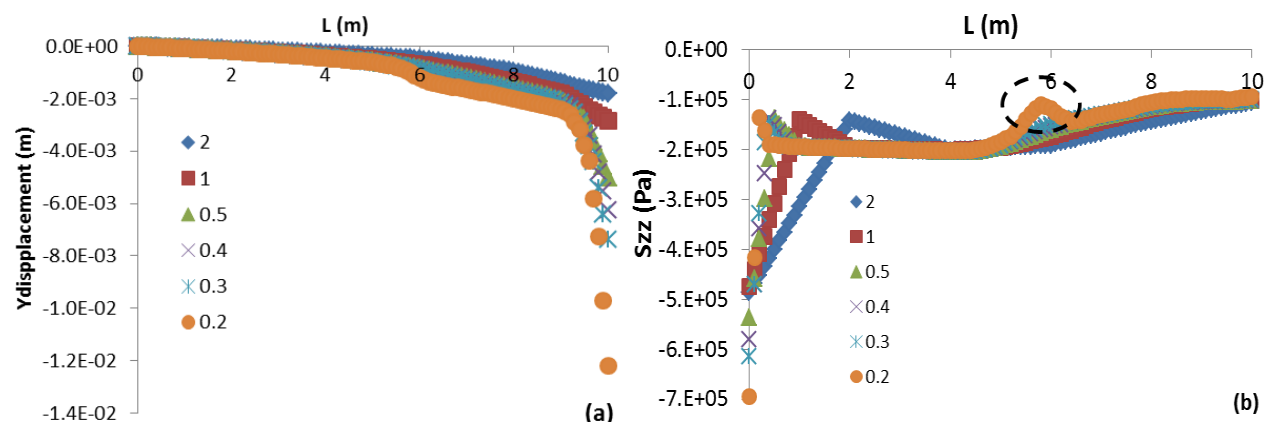 L (m)
0.0E+00
0 2 4 6 8 10
-2.0E-03
-4.0E-03
-6.0E-03
-8.0E-03
-1.0E-02
-1.2E-02
-1.4E-02
Ydispplacement (m)
2
1
0.5
0.4
0.3
0.2
(a)
L (m)
0.E+00
0 2 4 6 8 10
-1.E+05
-2.E+05
-3.E+05
-4.E+05
-5.E+05
-6.E+05
-7.E+05
Szz (Pa)
2
1
0.5
0.4
0.3
0.2
(b)